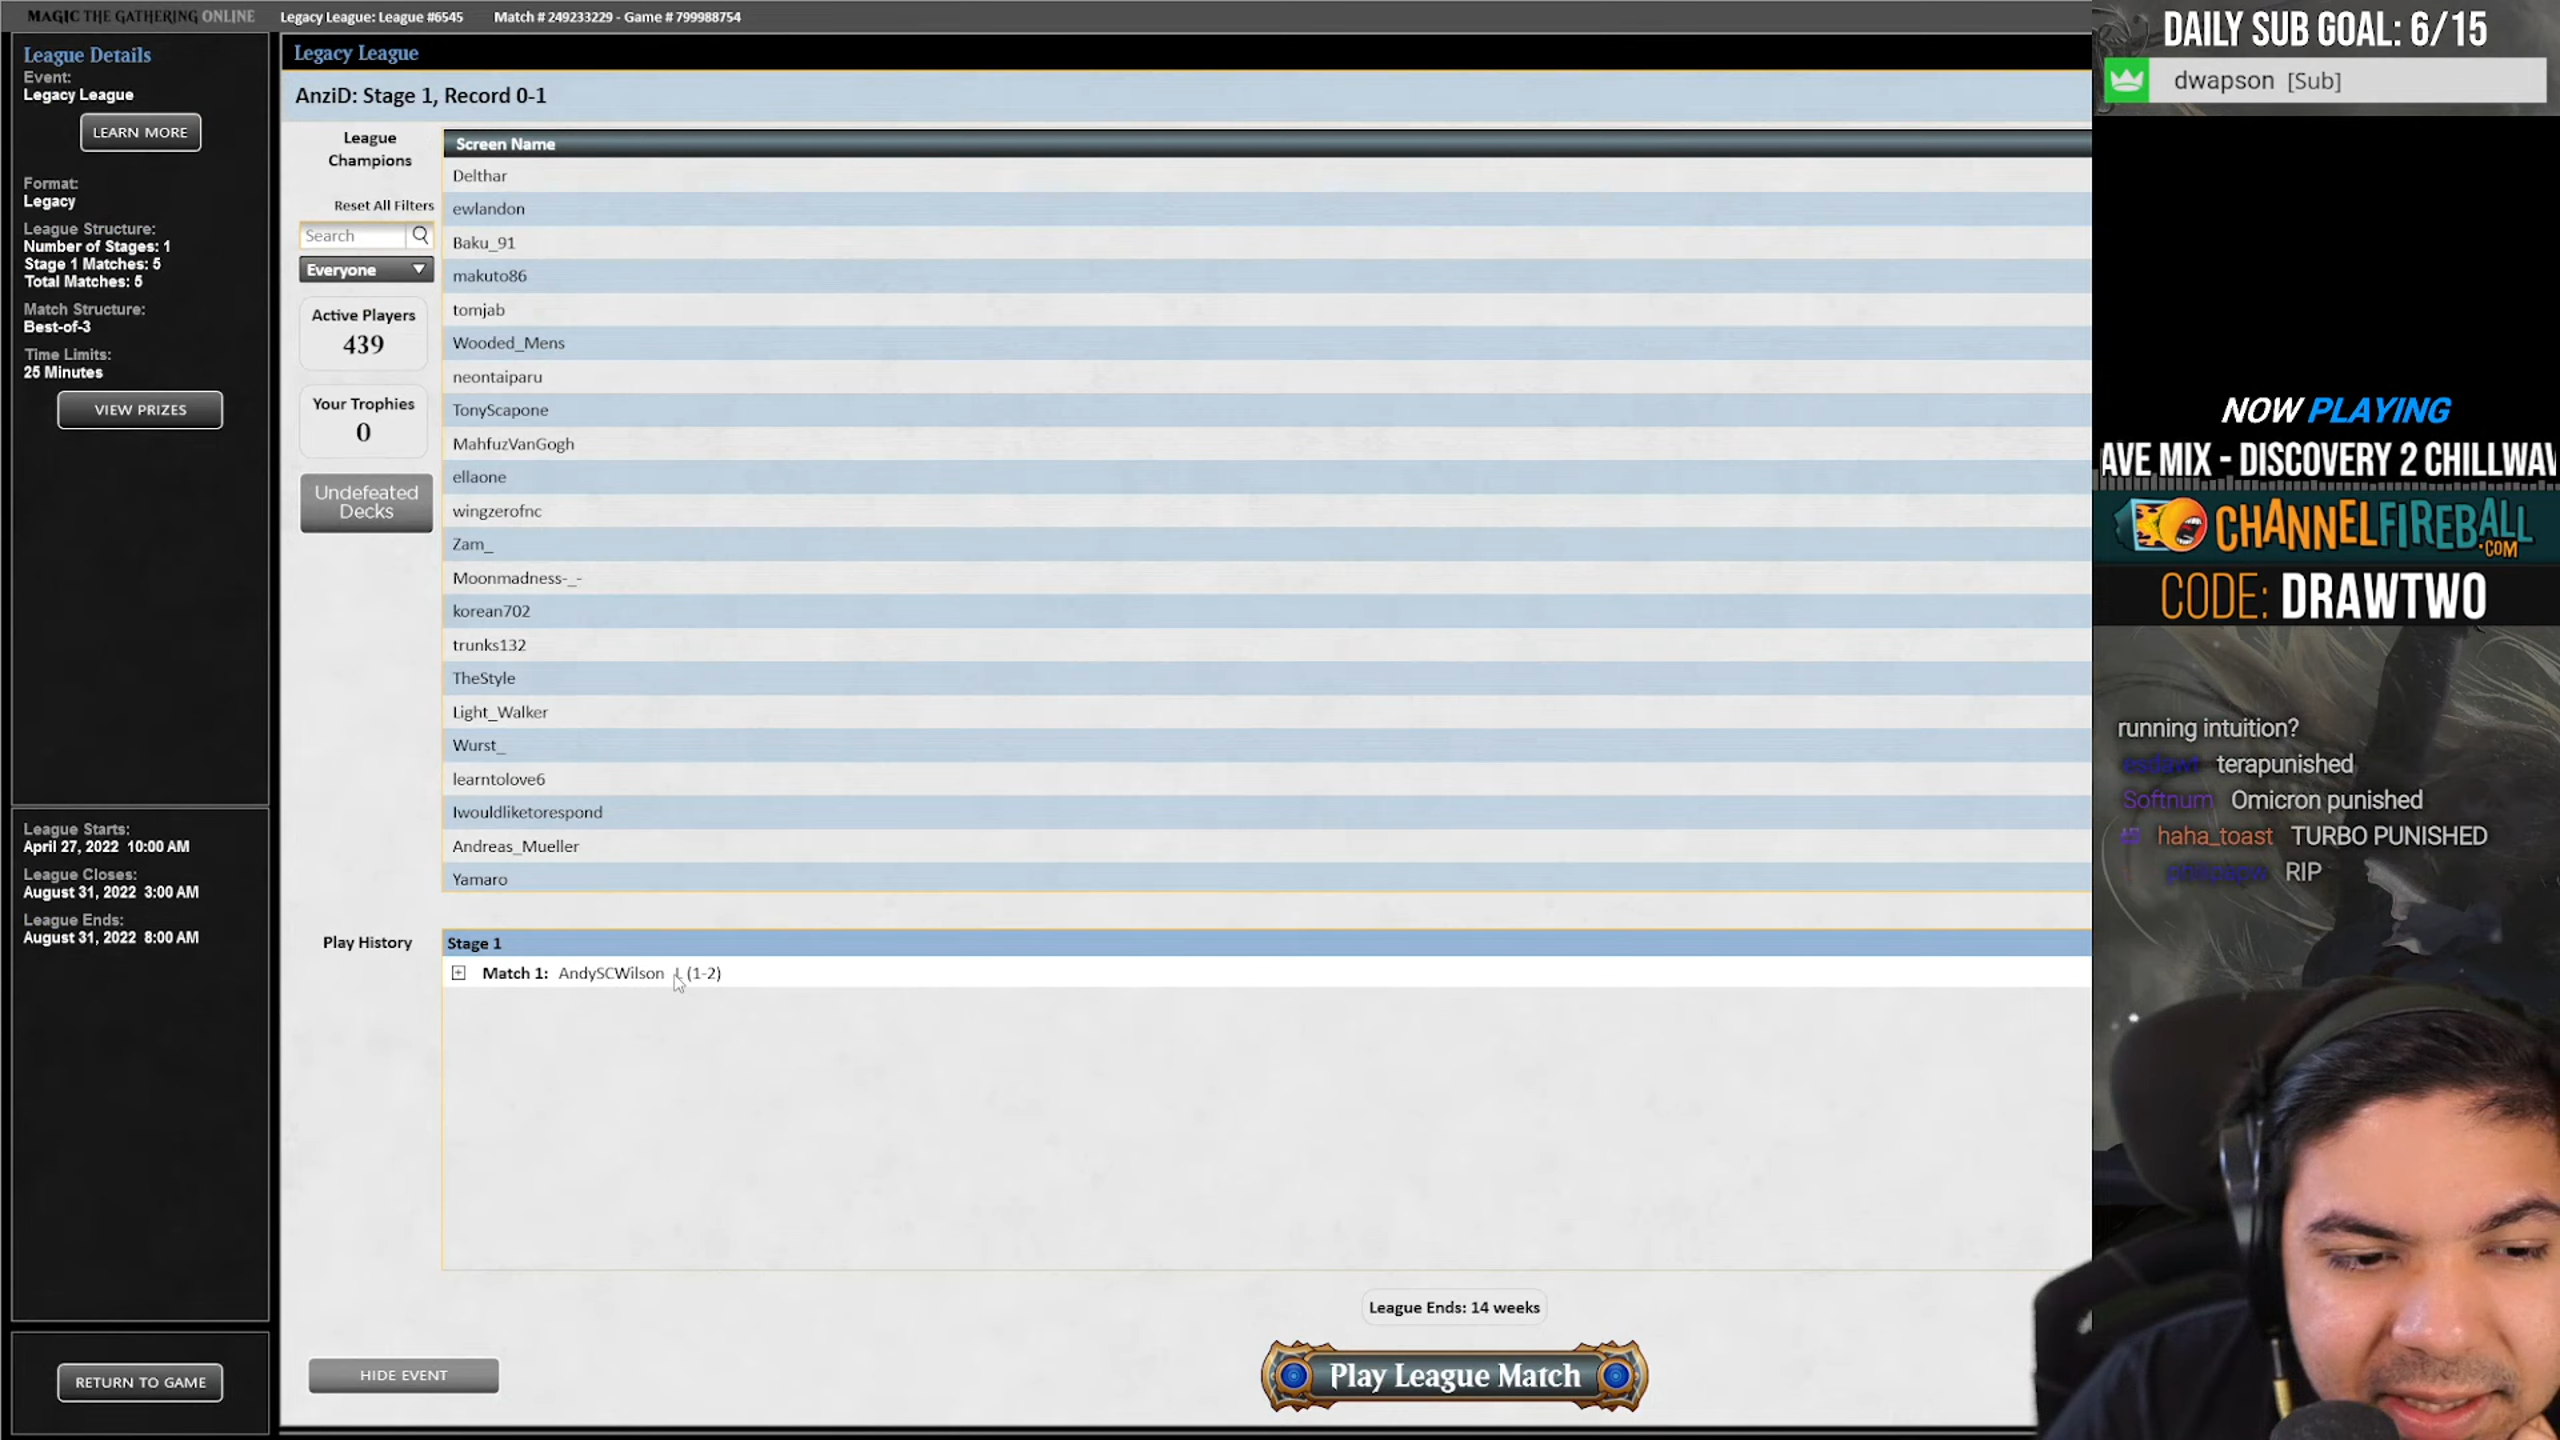 MAGIC THE GATHERING ONLINE
Legacy League: League #6545
Match # 249233229 - Game # 799988754
League Details
Event:
Legacy League
LEARN MORE
Format:
Legacy
League Structure:
Number of Stages: 1
Stage 1 Matches: 5
Total Matches: 5
Match Structure:
Best-of-3
Time Limits:
25 Minutes
VIEW PRIZES
League Starts:
April 27, 2022 10:00 AM
League Closes:
August 31, 2022 3:00 AM
League Ends:
August 31, 2022 8:00 AM
RETURN TO GAME
Legacy League
AnziD: Stage 1, Record 0-1
League
Champions
Reset All Filters
Search
Everyone
Active Players
439
Your Trophies
0
Undefeated
Decks
Screen Name
Delthar
ewlandon
Baku_91
makuto86
tomjab
Wooded_Mens
neontaiparu
TonyScapone
MahfuzVanGogh
ellaone
wingzerofnc
Zam_
Moonmadness-_-
korean702
trunks132
TheStyle
Light_Walker
Wurst_
learntolove6
Iwouldliketorespond
Andreas_Mueller
Yamaro
Play History
Stage 1
Match 1: AndySCWilson L (1-2)
League Ends: 14 weeks
HIDE EVENT
Play League Match
DAILY SUB GOAL: 6/15
dwapson [Sub]
NOW PLAYING
AVE MIX - DISCOVERY 2 CHILLWAV
CHANNELFIREBALL
.COM
CODE: DRAWTWO
running intuition?
terapunished
Softnum Omicron punished
haha_toast TURBO PUNISHED
RIP